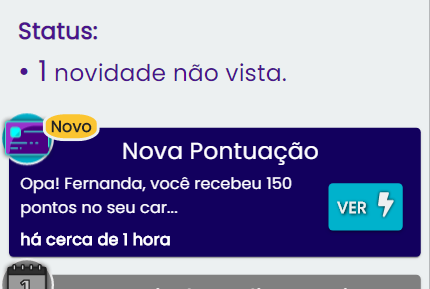 Status:
• 1 novidade não vista.
Novo
Nova Pontuação
Opa! Fernanda, você recebeu 150
pontos no seu car...
VER
há cerca de 1 hora
1